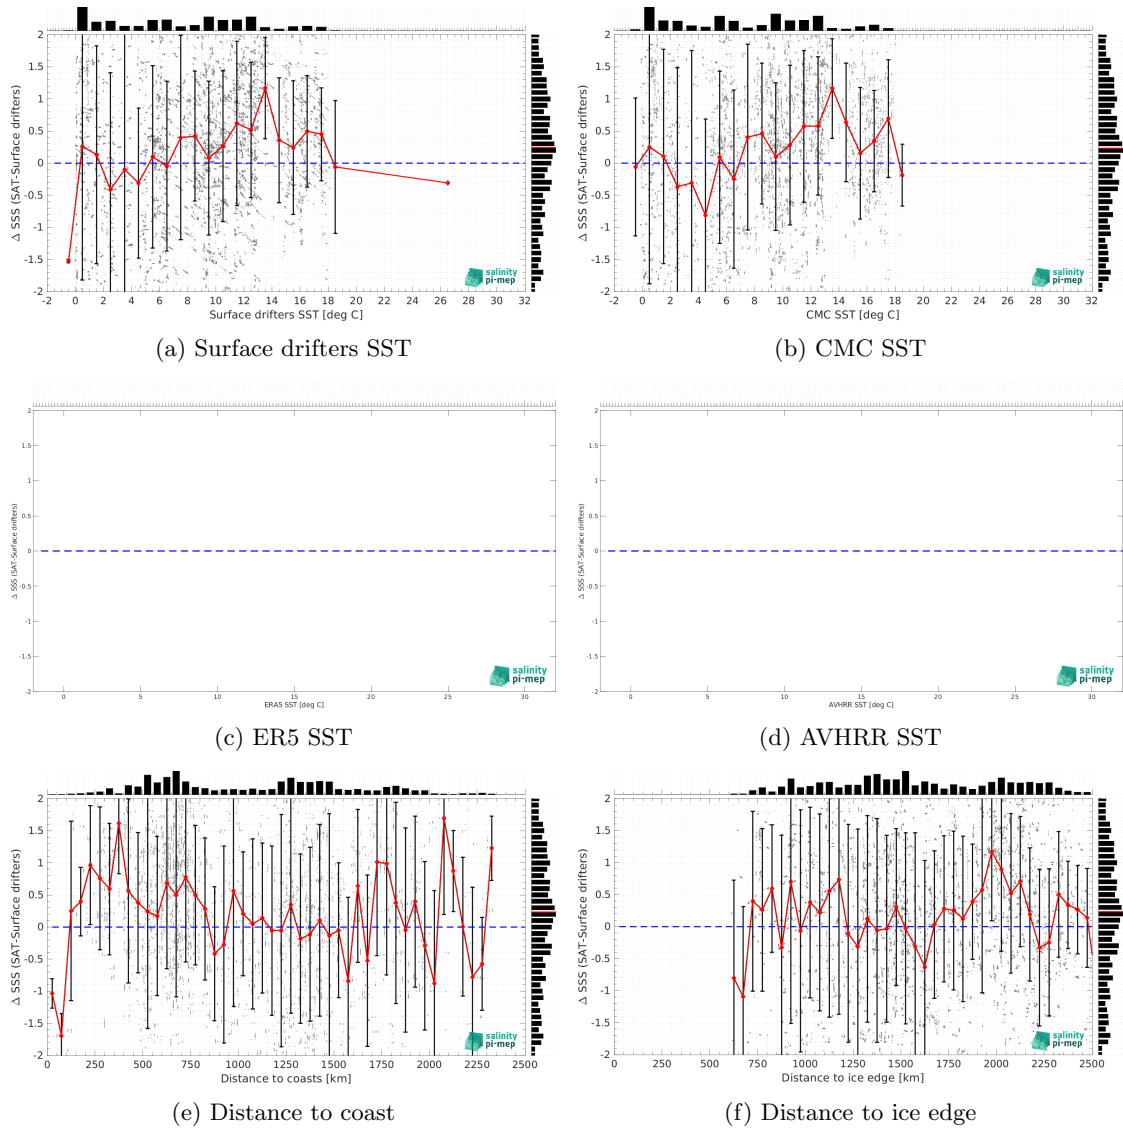 2
1.5
1
0.5
0
-0.5
-1
-1.5
-2
Δ SSS (SAT-Surface drifters)
-2 0 2 4 6 8 10 12 14 16 18 20 22 24 26 28 30 32
Surface drifters SST [deg C]
salinity
pi-mep
(a) Surface drifters SST
2
1.5
1
0.5
0
-0.5
-1
-1.5
-2
Δ SSS (SAT-Surface drifters)
-2 0 2 4 6 8 10 12 14 16 18 20 22 24 26 28 30 32
CMC SST [deg C]
salinity
pi-mep
(b) CMC SST
2
1.5
1
0.5
0
-0.5
-1
-1.5
-2
Δ SSS (SAT-Surface drifters)
0 5 10 15 20 25 30
ERA5 SST [deg C]
salinity
pi-mep
(c) ER5 SST
2
1.5
1
0.5
0
-0.5
-1
-1.5
-2
Δ SSS (SAT-Surface drifters)
0 5 10 15 20 25 30
AVHRR SST [deg C]
salinity
pi-mep
(d) AVHRR SST
2
1.5
1
0.5
0
-0.5
-1
-1.5
-2
Δ SSS (SAT-Surface drifters)
0 500 1000 1500 2000 2500
Distance to coasts [km]
salinity
pi-mep
(e) Distance to coast
2
1.5
1
0.5
0
-0.5
-1
-1.5
-2
Δ SSS (SAT-Surface drifters)
0 500 1000 1500 2000 2500
Distance to ice edge [km]
salinity
pi-mep
(f) Distance to ice edge